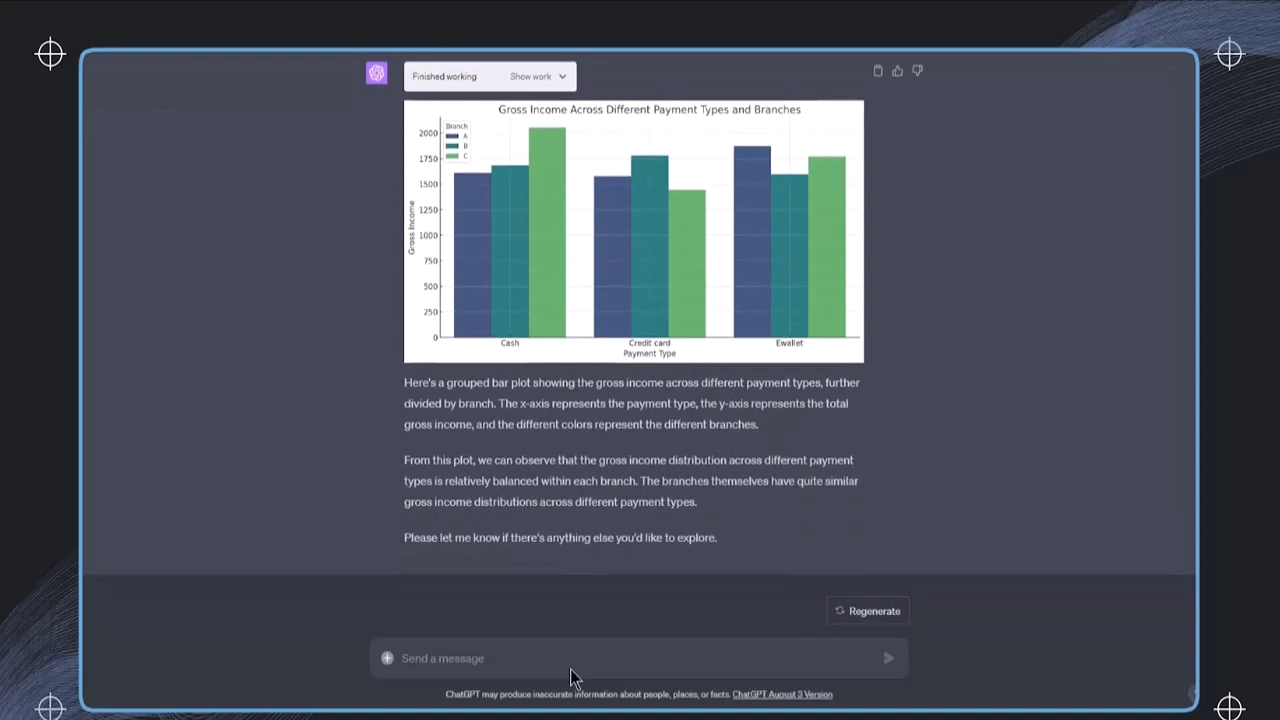 Finished working Show work
Gross Income Across Different Payment Types and Branches
Branch
A
B
C
2000
1750
1500
1250
1000
750
500
250
0
Gross Income
Cash Credit card Ewallet
Payment Type
Here's a grouped bar plot showing the gross income across different payment types, further
divided by branch. The x-axis represents the payment type, the y-axis represents the total
gross income, and the different colors represent the different branches.
From this plot, we can observe that the gross income distribution across different payment
types is relatively balanced within each branch. The branches themselves have quite similar
gross income distributions across different payment types.
Please let me know if there's anything else you'd like to explore.
Regenerate
Send a message
ChatGPT may produce inaccurate information about people, places, or facts. ChatGPT August 3 Version